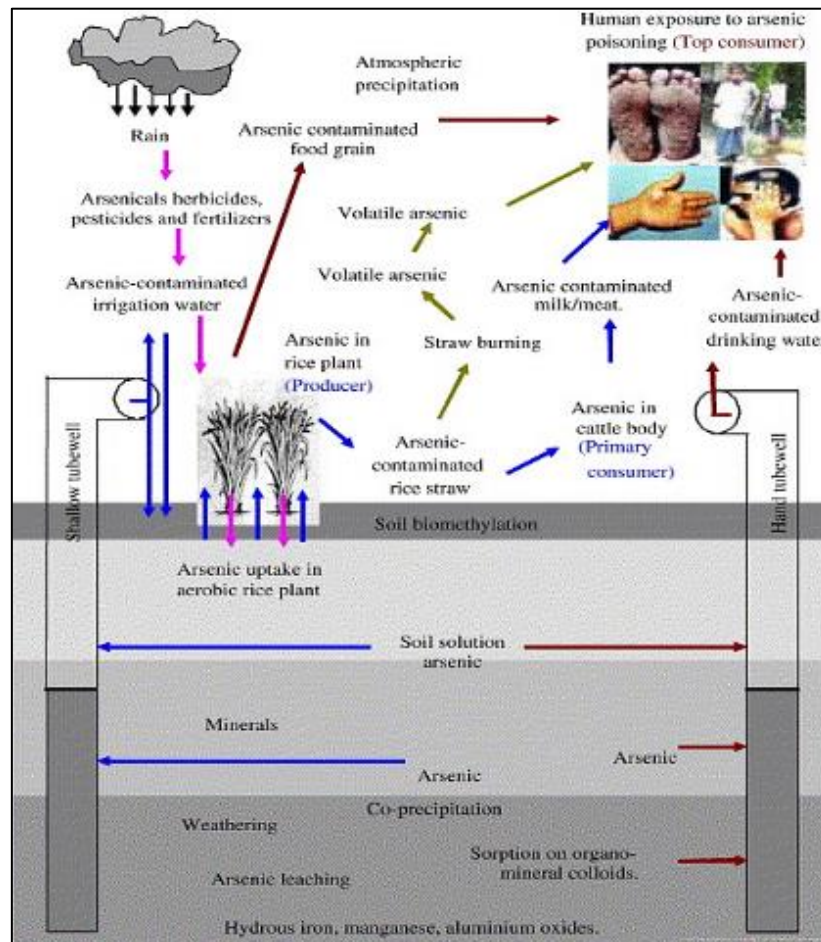 Human exposure to arsenic
poisoning (Top consumer)
Atmospheric
precipitation
Rain
Arsenic contaminated
food grain
Arsenicals herbicides,
pesticides and fertilizers
Volatile arsenic
Arsenic-contaminated
irrigation water
Volatile arsenic
Arsenic contaminated
milk/meat.
Arsenic-
contaminated
drinking water
Arsenic in
rice plant
(Producer)
Straw burning
Arsenic in
cattle body
(Primary
consumer)
Arsenic-
contaminated
rice straw
Shallow tubewell
Hand tubewell
Soil biomethylation
Arsenic uptake in
aerobic rice plant
Soil solution
arsenic
Minerals
Arsenic
Arsenic
Co-precipitation
Weathering
Sorption on organo-
mineral colloids.
Arsenic leaching
Hydrous iron, manganese, aluminium oxides.